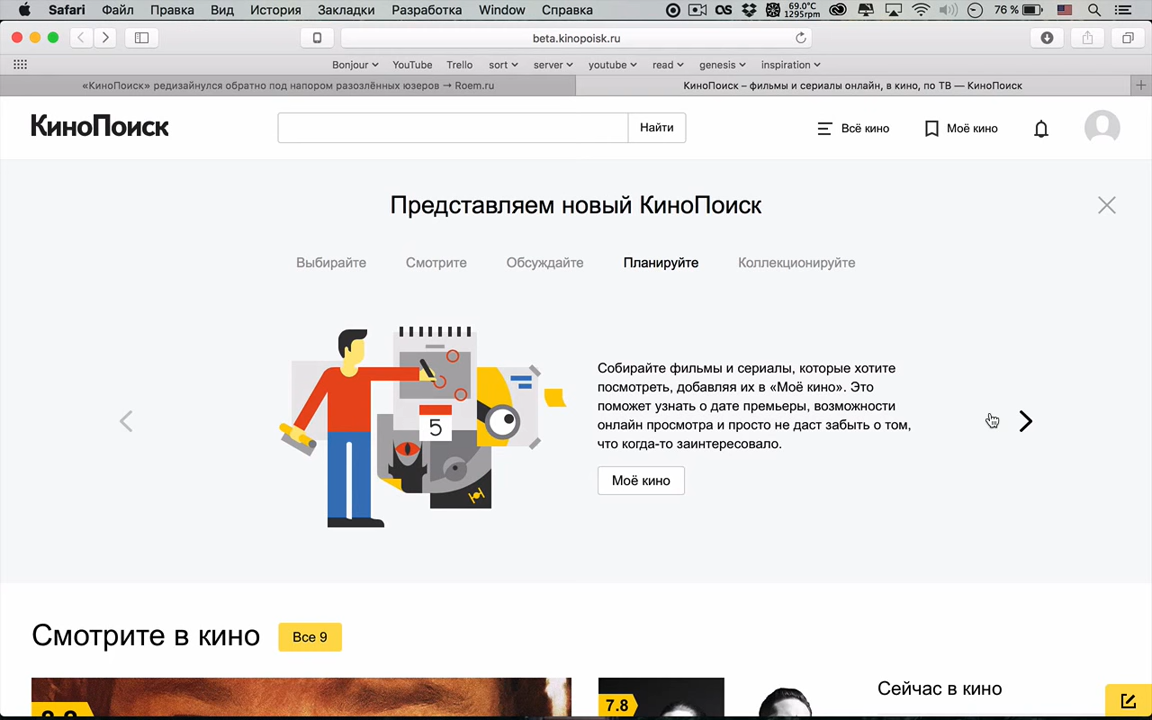 Safari Файл Правка Вид История Закладки Разработка Window Справка
69.0°C
1295rpm
76 %
beta.kinopoisk.ru
Bonjour YouTube Trello sort server youtube read genesis inspiration
«КиноПоиск» редизайнулся обратно под напором разозлённых юзеров → Roem.ru
КиноПоиск – фильмы и сериалы онлайн, в кино, по ТВ — КиноПоиск
КиноПоиск
Найти
Всё кино
Моё кино
Представляем новый КиноПоиск
Выбирайте Смотрите Обсуждайте Планируйте Коллекционируйте
5
Собирайте фильмы и сериалы, которые хотите
посмотреть, добавляя их в «Моё кино». Это
поможет узнать о дате премьеры, возможности
онлайн просмотра и просто не даст забыть о том,
что когда-то заинтересовало.
Моё кино
Смотрите в кино
Все 9
7.8
Сейчас в кино